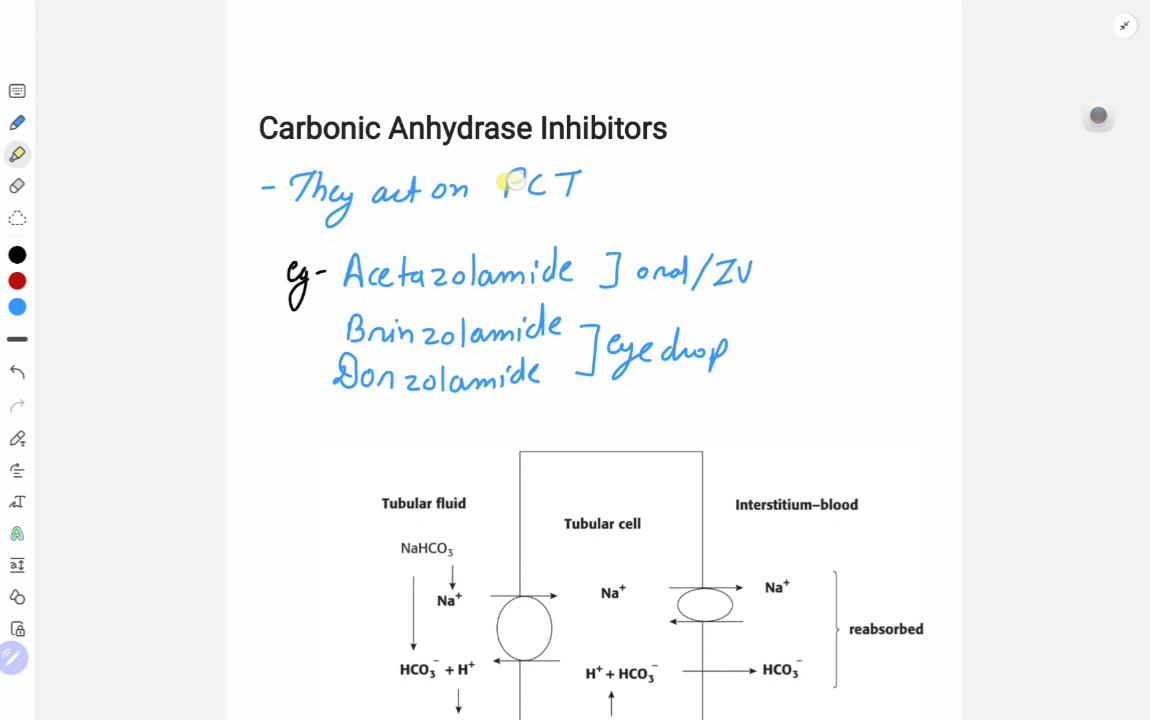 Carbonic Anhydrase Inhibitors
- They act on PCT
eg- Acetazolamide ] oral/IV
Brinzolamide
Dorzolamide ] eye drop
Tubular fluid
Tubular cell
Interstitium–blood
NaHCO₃
Na⁺
Na⁺
Na⁺
reabsorbed
HCO₃⁻ + H⁺
H⁺ + HCO₃⁻
HCO₃⁻